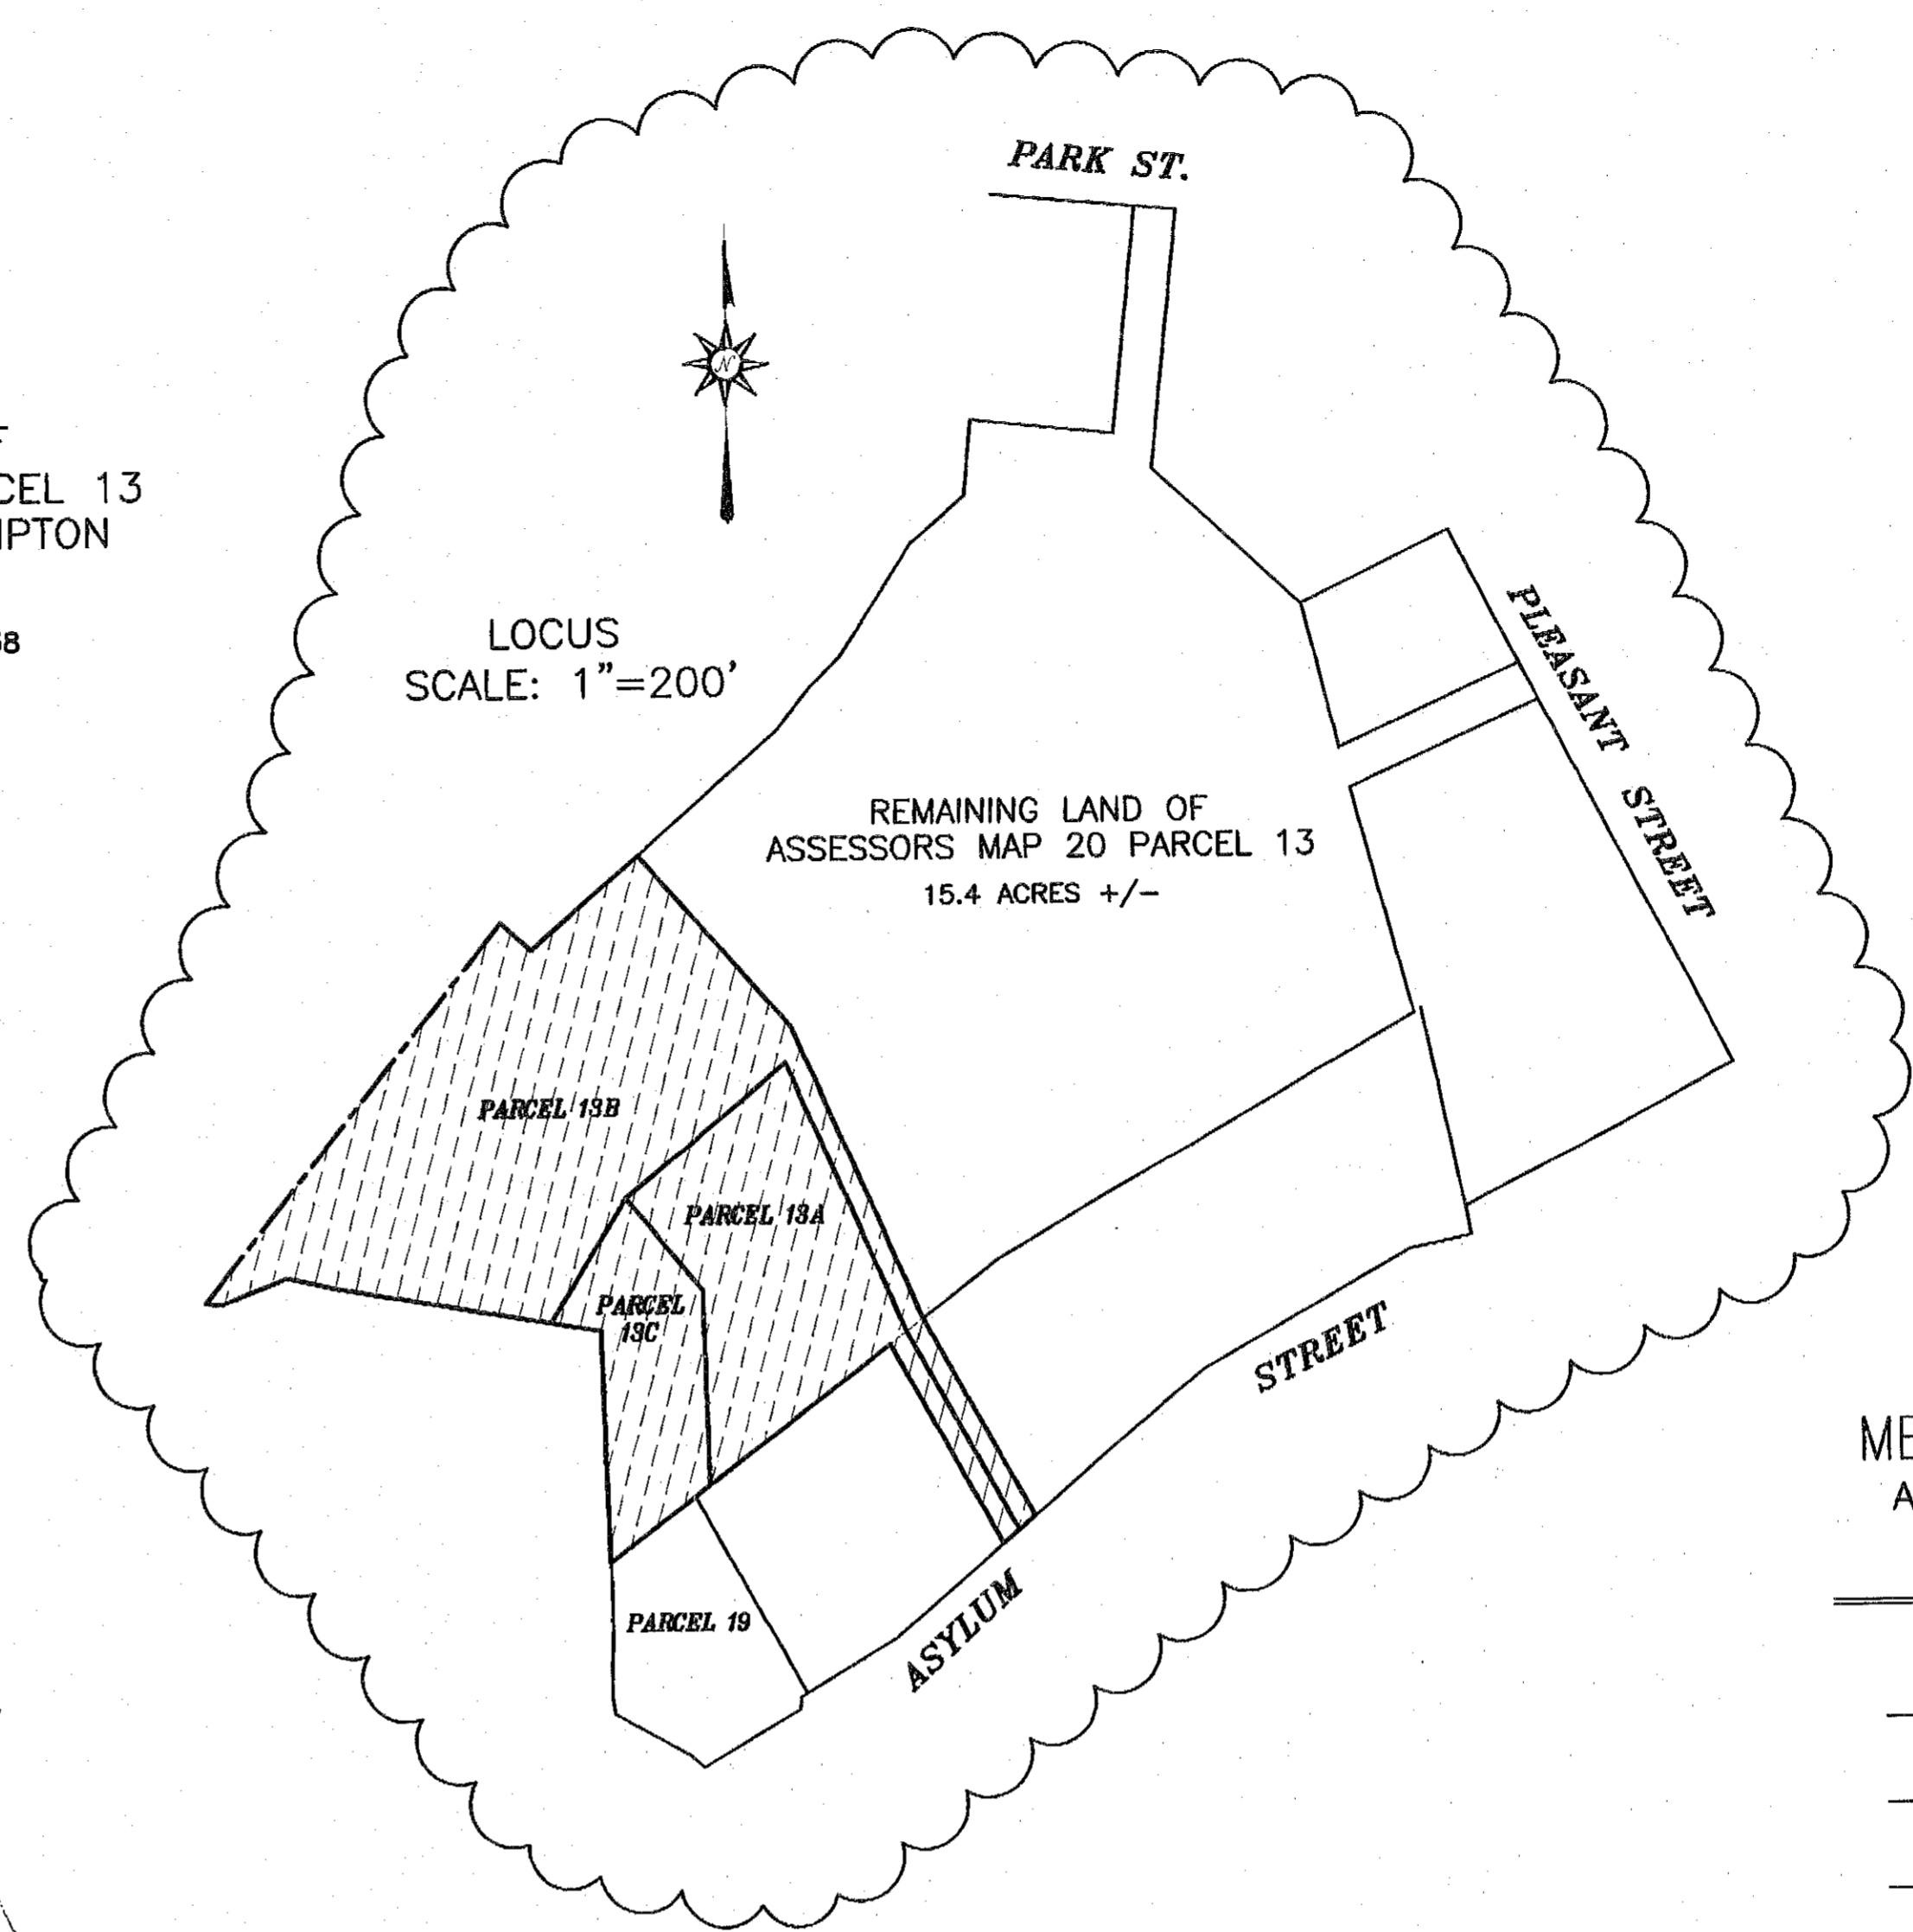 PARK ST.
N
CEL 13
IPTON
LOCUS
SCALE: 1"=200'
PLEASANT STREET
REMAINING LAND OF
ASSESSORS MAP 20 PARCEL 13
15.4 ACRES +/-
PARCEL 13B
PARCEL 13A
PARCEL
13C
ASYLUM STREET
PARCEL 19
ME
A